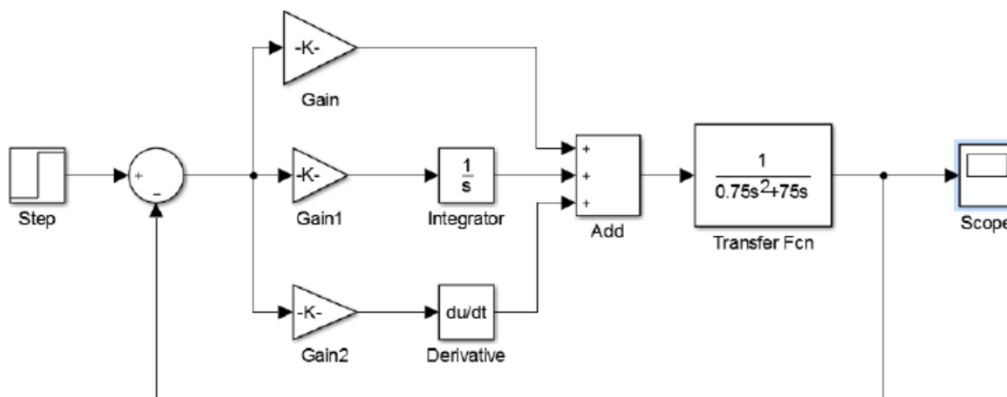 -K-
Gain
Step
+
−
-K-
Gain1
1
s
Integrator
+
+
+
Add
1
0.75s²+75s
Transfer Fcn
Scope
-K-
Gain2
du/dt
Derivative